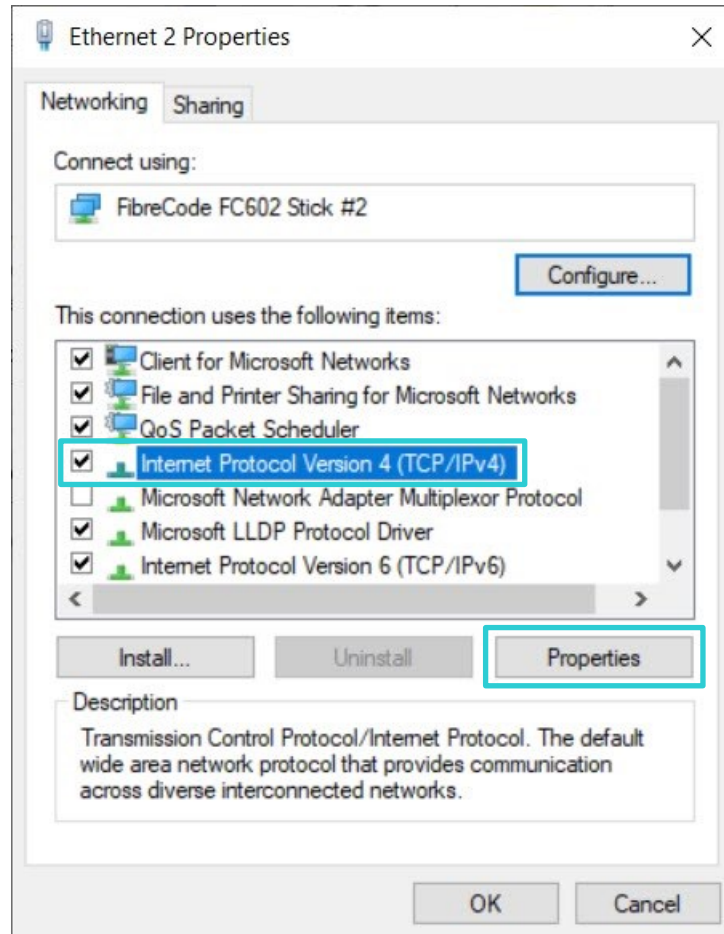 Ethernet 2 Properties
Networking
Sharing
Connect using:
FibreCode FC602 Stick #2
Configure...
This connection uses the following items:
Client for Microsoft Networks
File and Printer Sharing for Microsoft Networks
QoS Packet Scheduler
Internet Protocol Version 4 (TCP/IPv4)
Microsoft Network Adapter Multiplexor Protocol
Microsoft LLDP Protocol Driver
Internet Protocol Version 6 (TCP/IPv6)
Install...
Uninstall
Properties
Description
Transmission Control Protocol/Internet Protocol. The default
wide area network protocol that provides communication
across diverse interconnected networks.
OK
Cancel